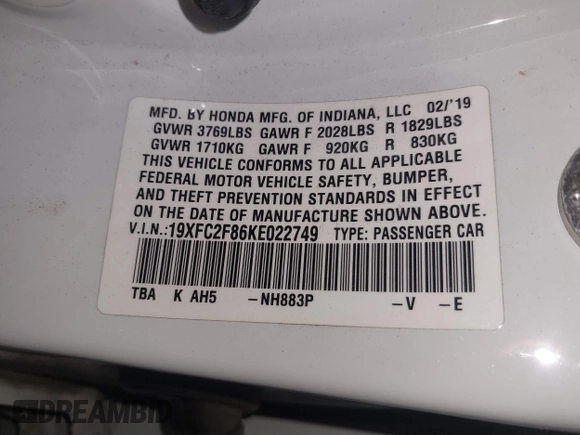 MFD. BY HONDA MFG. OF INDIANA, LLC 02/'19
GVWR 3769LBS GAWR F 2028LBS R 1829LBS
GVWR 1710KG GAWR F 920KG R 830KG
THIS VEHICLE CONFORMS TO ALL APPLICABLE
FEDERAL MOTOR VEHICLE SAFETY, BUMPER,
AND THEFT PREVENTION STANDARDS IN EFFECT
ON THE DATE OF MANUFACTURE SHOWN ABOVE.
V.I.N.:19XFC2F86KE022749 TYPE: PASSENGER CAR
TBA K AH5 -NH883P -V -E
DREAMBID